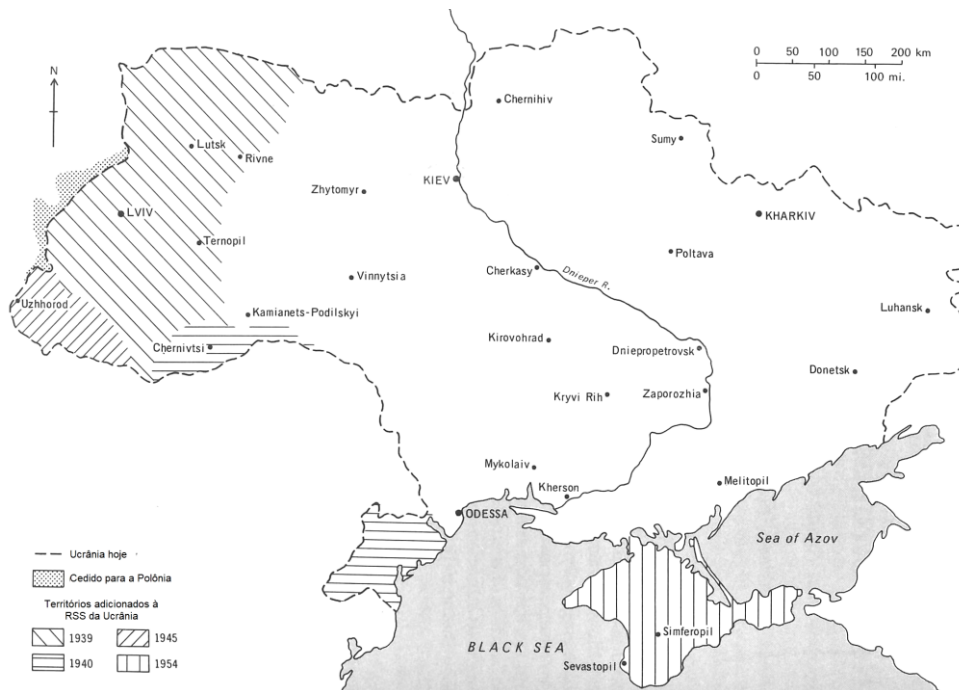 0 50 100 150 200 km
0 50 100 mi.
N
Chernihiv
Sumy
Lutsk
Rivne
KIEV
Zhytomyr
LVIV
KHARKIV
Ternopil
Poltava
Cherkasy
Dnieper R.
Vinnytsia
Uzhhorod
Kamianets-Podilskyi
Luhansk
Chernivtsi
Kirovohrad
Dniepropetrovsk
Donetsk
Kryvi Rih
Zaporozhia
Mykolaiv
Kherson
Melitopil
ODESSA
Sea of Azov
Ucrânia hoje
Cedido para a Polônia
Territórios adicionados à
RSS da Ucrânia
1939 1945
1940 1954
Simferopil
BLACK SEA
Sevastopil